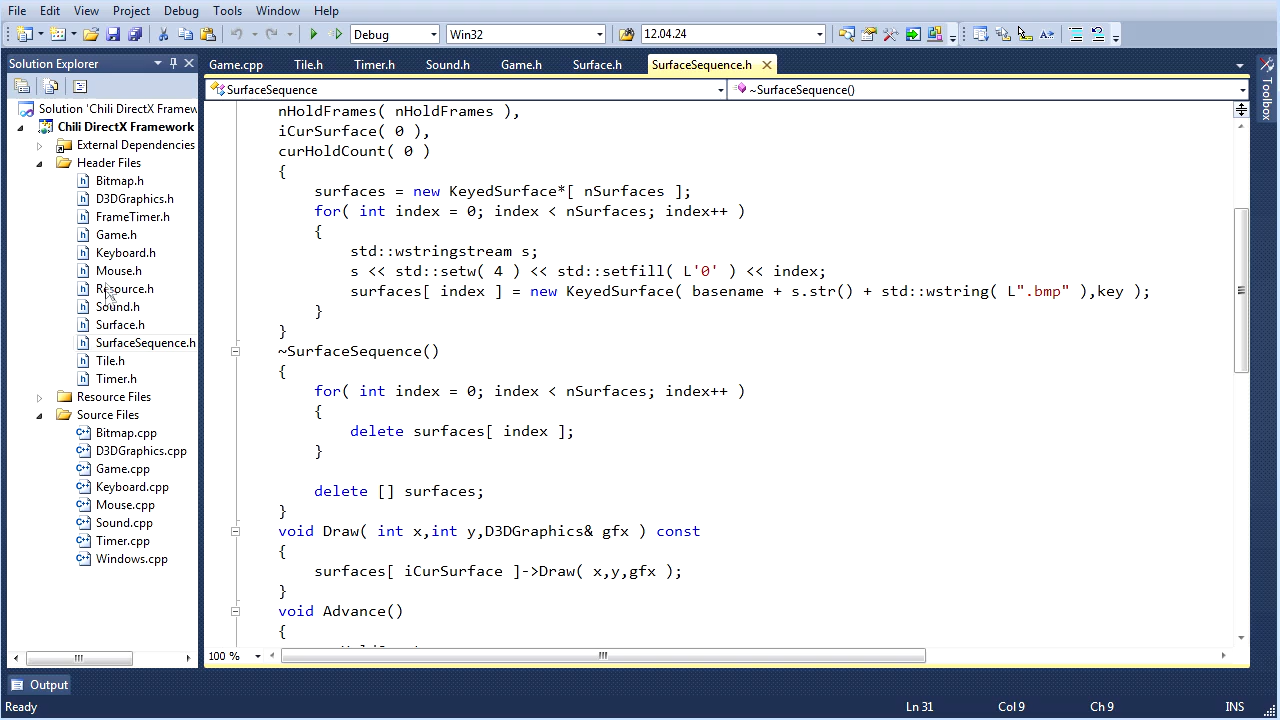 File Edit View Project Debug Tools Window Help
Debug Win32 12.04.24
Solution Explorer
Game.cpp Tile.h Timer.h Sound.h Game.h Surface.h SurfaceSequence.h
SurfaceSequence ~SurfaceSequence()
Toolbox
Solution 'Chili DirectX Framew
Chili DirectX Framework
External Dependencies
Header Files
Bitmap.h
D3DGraphics.h
FrameTimer.h
Game.h
Keyboard.h
Mouse.h
Resource.h
Sound.h
Surface.h
SurfaceSequence.h
Tile.h
Timer.h
Resource Files
Source Files
Bitmap.cpp
D3DGraphics.cpp
Game.cpp
Keyboard.cpp
Mouse.cpp
Sound.cpp
Timer.cpp
Windows.cpp
nHoldFrames( nHoldFrames ),
iCurSurface( 0 ),
curHoldCount( 0 )
{
surfaces = new KeyedSurface*[ nSurfaces ];
for( int index = 0; index < nSurfaces; index++ )
{
std::wstringstream s;
s << std::setw( 4 ) << std::setfill( L'0' ) << index;
surfaces[ index ] = new KeyedSurface( basename + s.str() + std::wstring( L".bmp" ),key );
}
}
~SurfaceSequence()
{
for( int index = 0; index < nSurfaces; index++ )
{
delete surfaces[ index ];
}
delete [] surfaces;
}
void Draw( int x,int y,D3DGraphics& gfx ) const
{
surfaces[ iCurSurface ]->Draw( x,y,gfx );
}
void Advance()
{
100 %
Output
Ready Ln 31 Col 9 Ch 9 INS